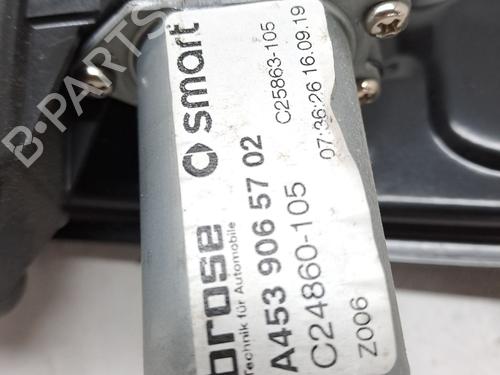 smart
C25863-105
07:36:26 16.09.19
brose
Technik für Automobile
A453 906 57 02
C24860-105
Z006
B-PARTS